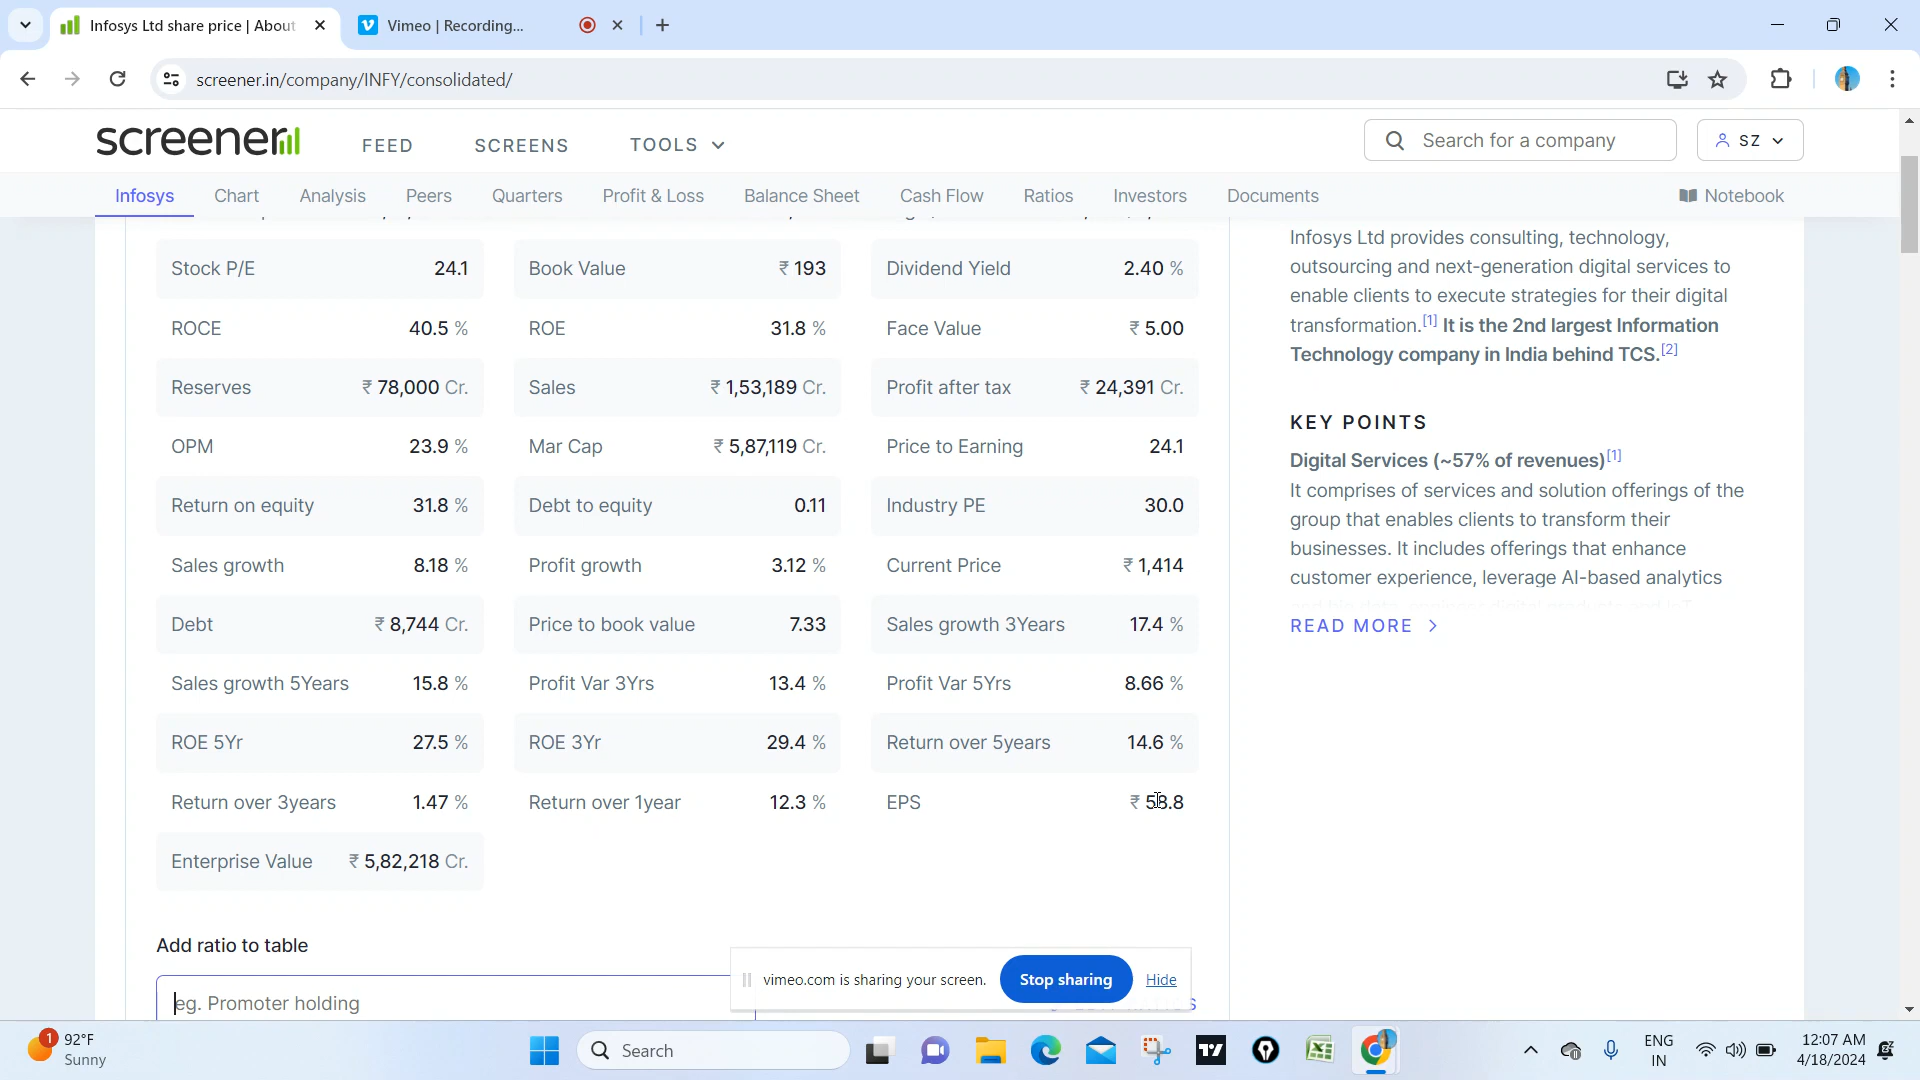 Infosys Ltd share price | About
Vimeo | Recording...
screener.in/company/INFY/consolidated/
screener
FEED
SCREENS
TOOLS
Search for a company
SZ
Infosys
Chart
Analysis
Peers
Quarters
Profit & Loss
Balance Sheet
Cash Flow
Ratios
Investors
Documents
Notebook
Stock P/E 24.1
Book Value ₹ 193
Dividend Yield 2.40 %
ROCE 40.5 %
ROE 31.8 %
Face Value ₹ 5.00
Reserves ₹ 78,000 Cr.
Sales ₹ 1,53,189 Cr.
Profit after tax ₹ 24,391 Cr.
OPM 23.9 %
Mar Cap ₹ 5,87,119 Cr.
Price to Earning 24.1
Return on equity 31.8 %
Debt to equity 0.11
Industry PE 30.0
Sales growth 8.18 %
Profit growth 3.12 %
Current Price ₹ 1,414
Debt ₹ 8,744 Cr.
Price to book value 7.33
Sales growth 3Years 17.4 %
Sales growth 5Years 15.8 %
Profit Var 3Yrs 13.4 %
Profit Var 5Yrs 8.66 %
ROE 5Yr 27.5 %
ROE 3Yr 29.4 %
Return over 5years 14.6 %
Return over 3years 1.47 %
Return over 1year 12.3 %
EPS ₹ 58.8
Enterprise Value ₹ 5,82,218 Cr.
Add ratio to table
eg. Promoter holding
Infosys Ltd provides consulting, technology,
outsourcing and next-generation digital services to
enable clients to execute strategies for their digital
transformation.[1] It is the 2nd largest Information
Technology company in India behind TCS.[2]
KEY POINTS
Digital Services (~57% of revenues)[1]
It comprises of services and solution offerings of the
group that enables clients to transform their
businesses. It includes offerings that enhance
customer experience, leverage AI-based analytics
READ MORE
vimeo.com is sharing your screen.
Stop sharing
Hide
1
92°F
Sunny
Search
ENG
IN
12:07 AM
4/18/2024